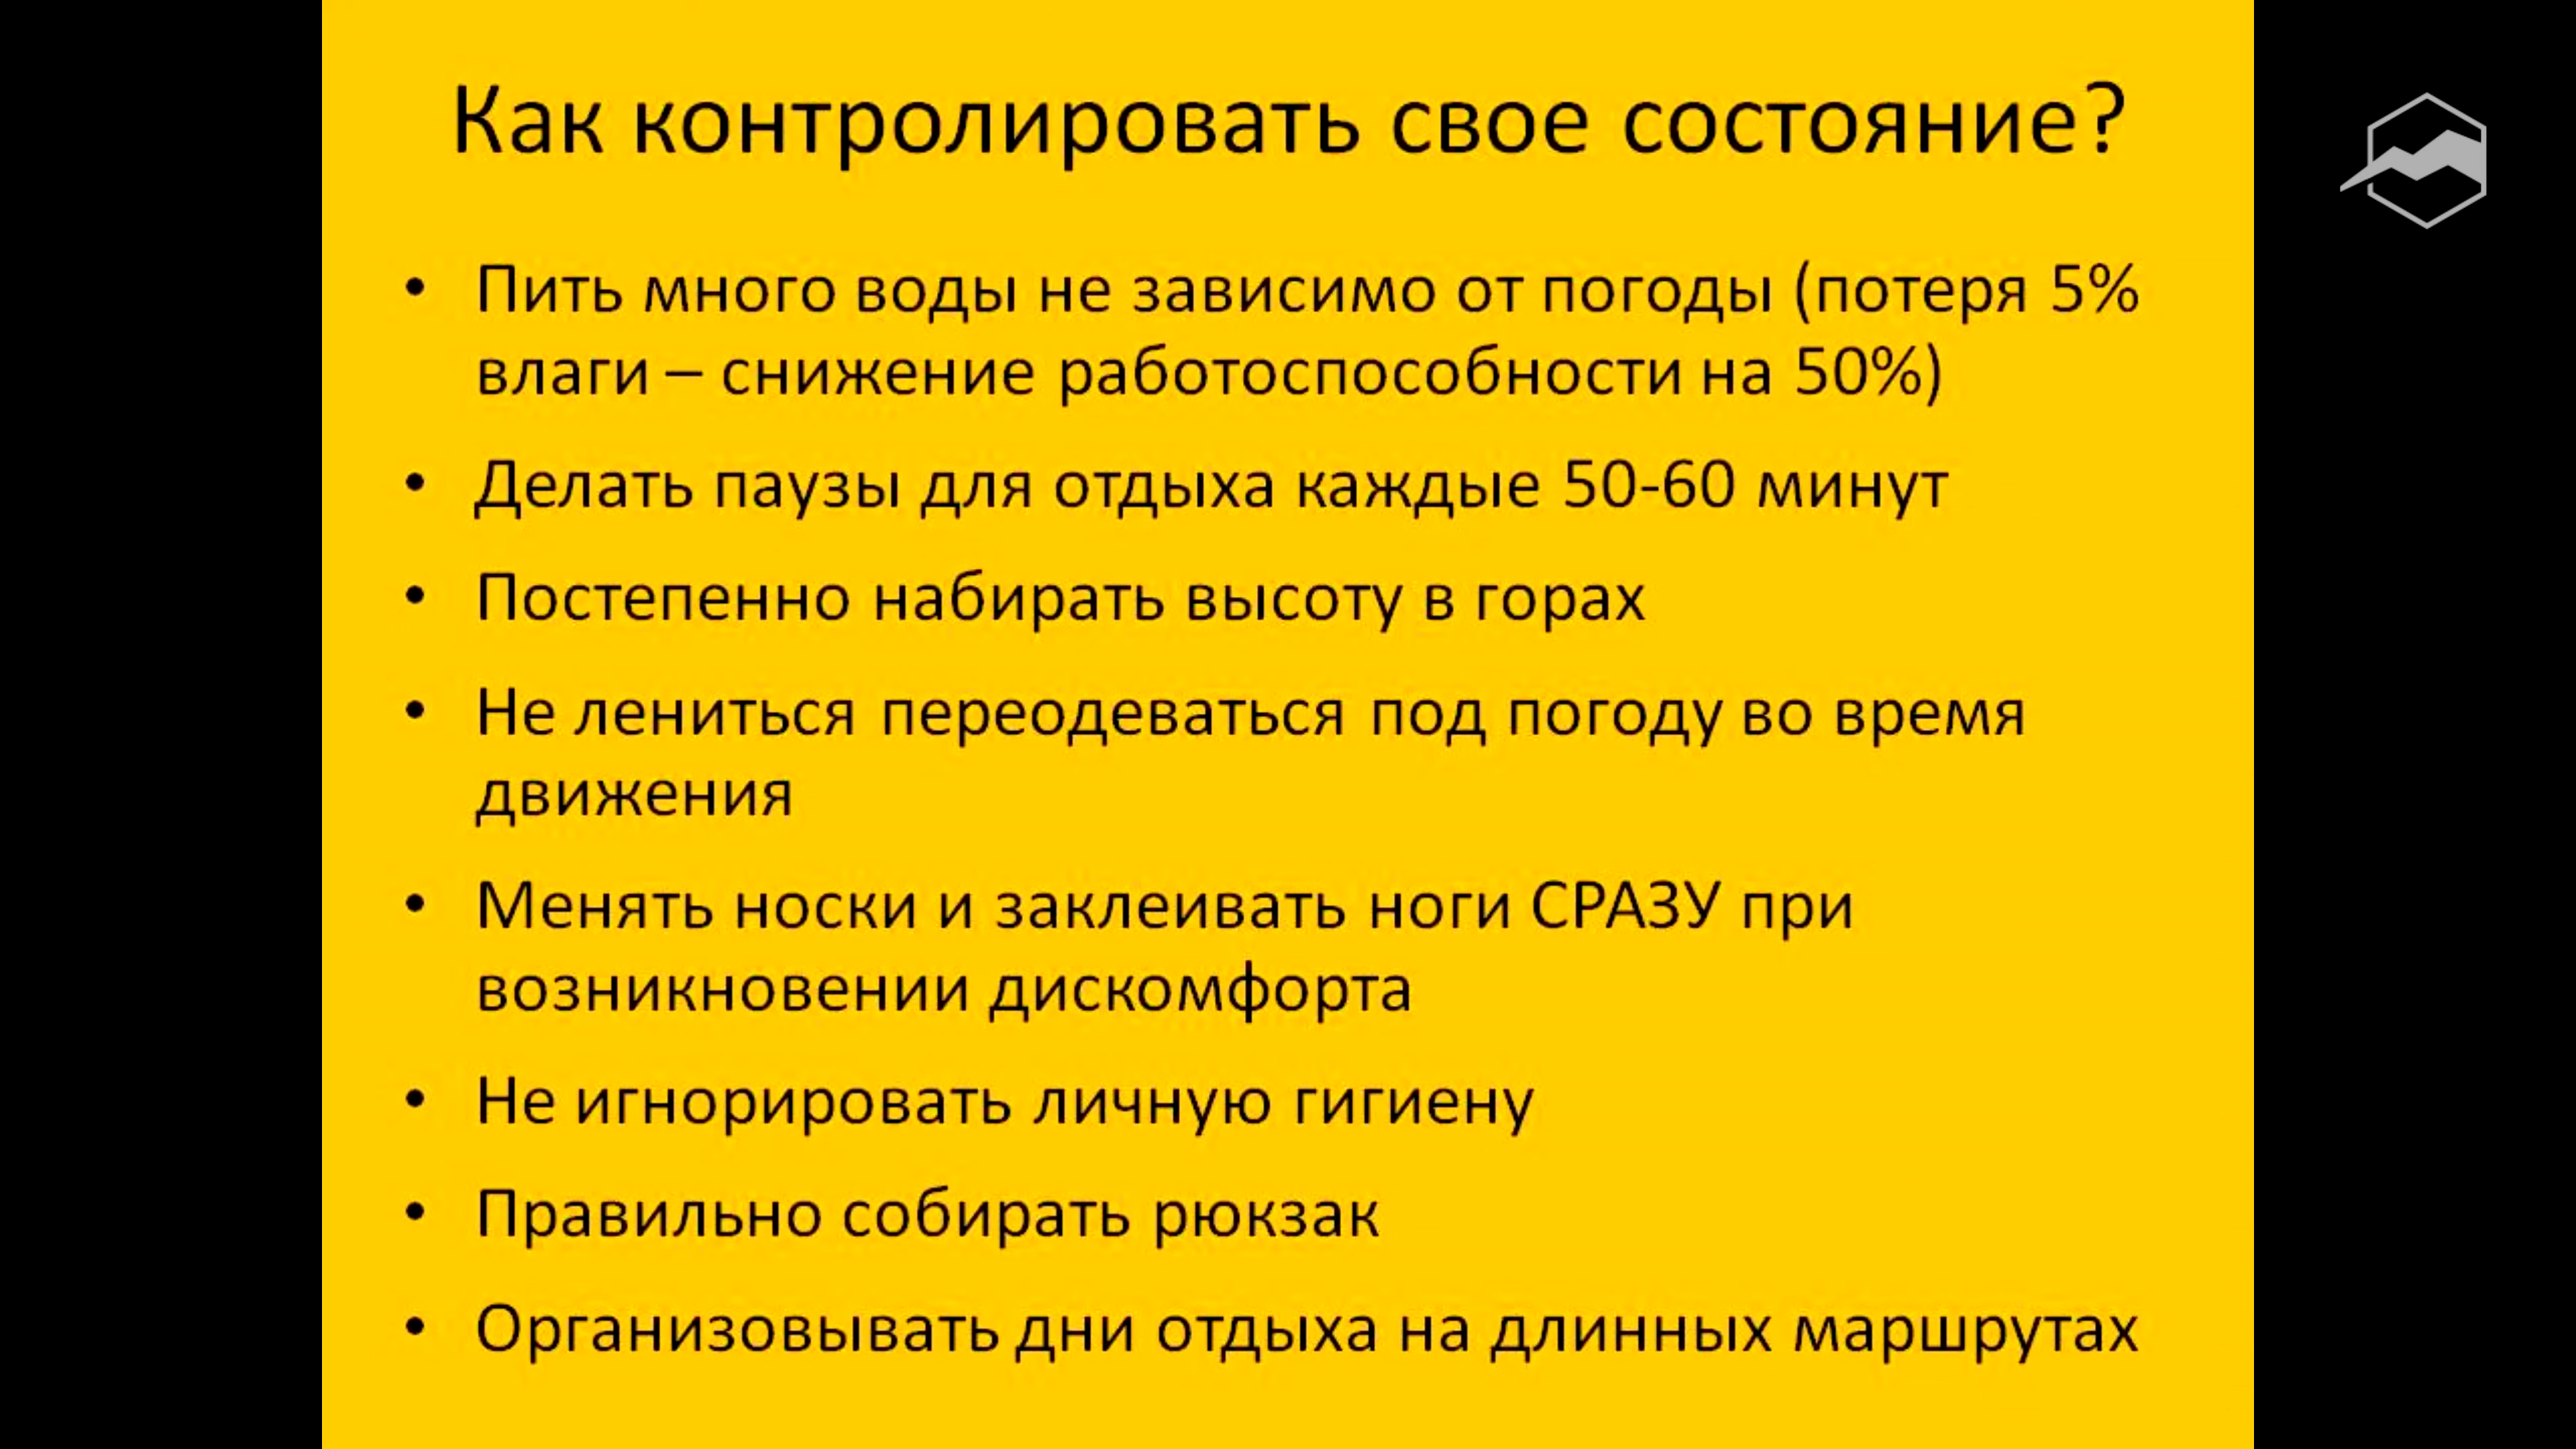 Как контролировать свое состояние?
• Пить много воды не зависимо от погоды (потеря 5%
влаги – снижение работоспособности на 50%)
• Делать паузы для отдыха каждые 50-60 минут
• Постепенно набирать высоту в горах
• Не лениться переодеваться под погоду во время
движения
• Менять носки и заклеивать ноги СРАЗУ при
возникновении дискомфорта
• Не игнорировать личную гигиену
• Правильно собирать рюкзак
• Организовывать дни отдыха на длинных маршрутах